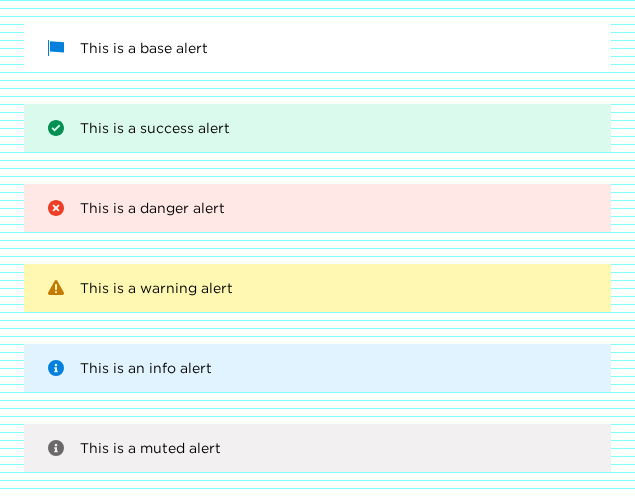 This is a base alert
This is a success alert
This is a danger alert
This is a warning alert
This is an info alert
This is a muted alert